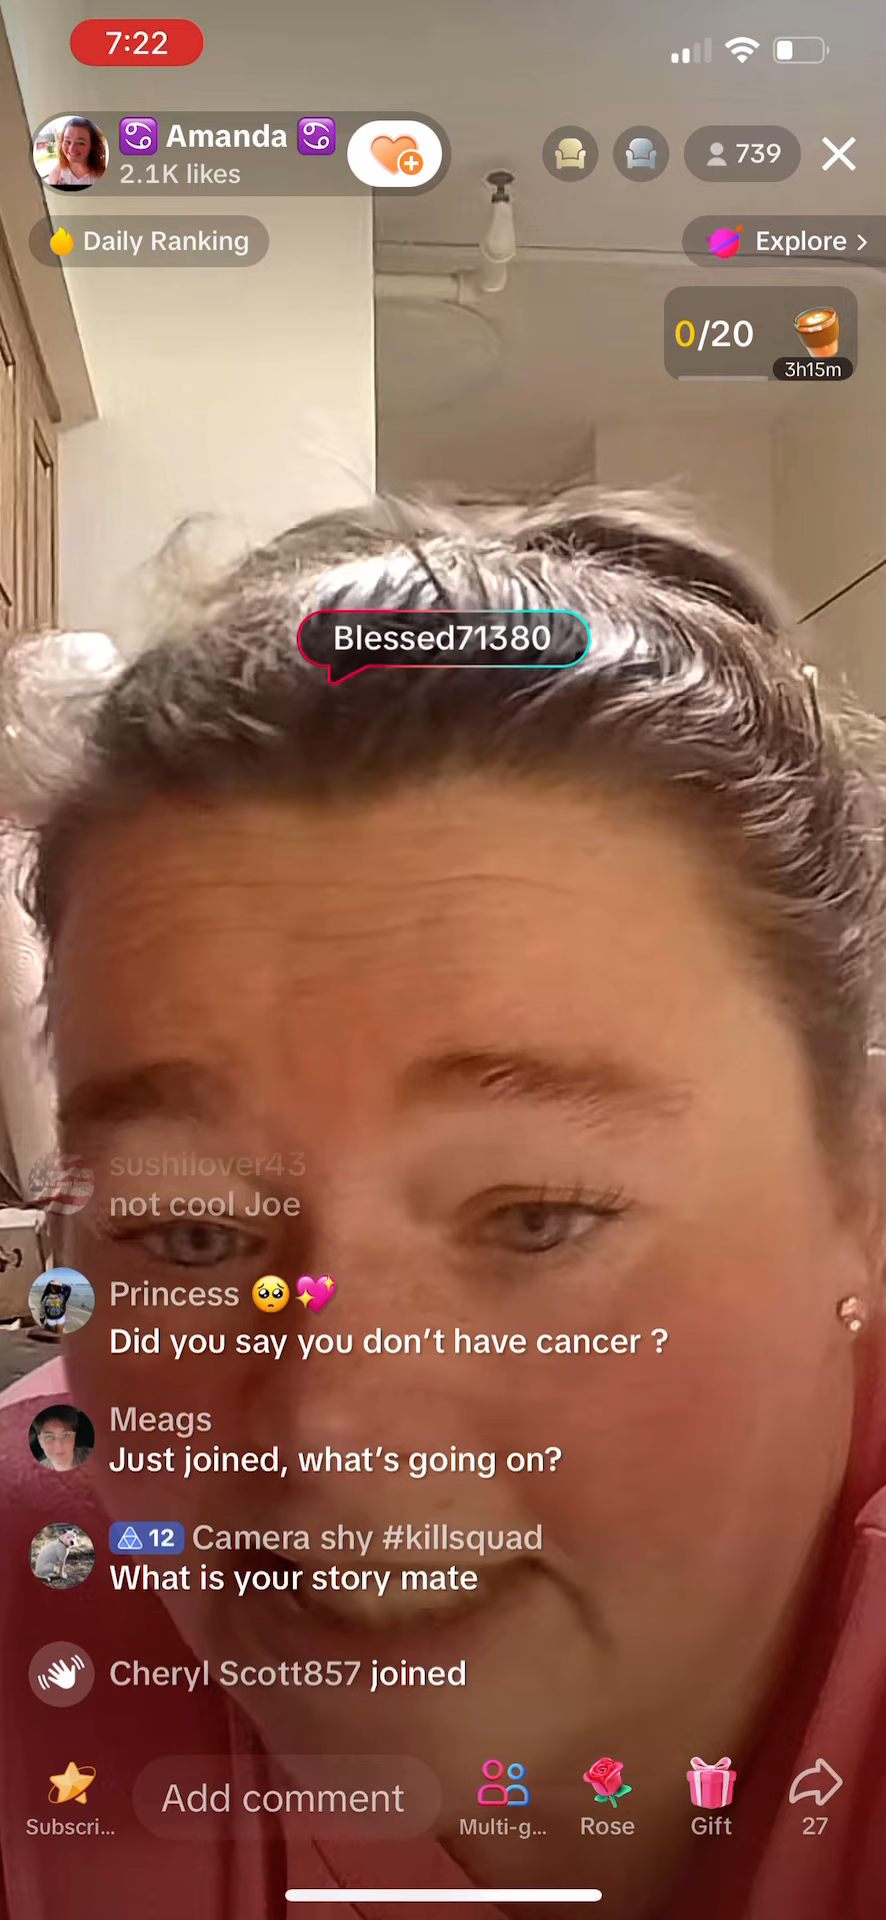 7:22
♋ Amanda ♋
2.1K likes
739
Daily Ranking
Explore >
0/20
3h15m
Blessed71380
sushilover43
not cool Joe
Princess 🥺💖
Did you say you don't have cancer ?
Meags
Just joined, what's going on?
12 Camera shy #killsquad
What is your story mate
Cheryl Scott857 joined
Add comment
Subscri...
Multi-g...
Rose
Gift
27